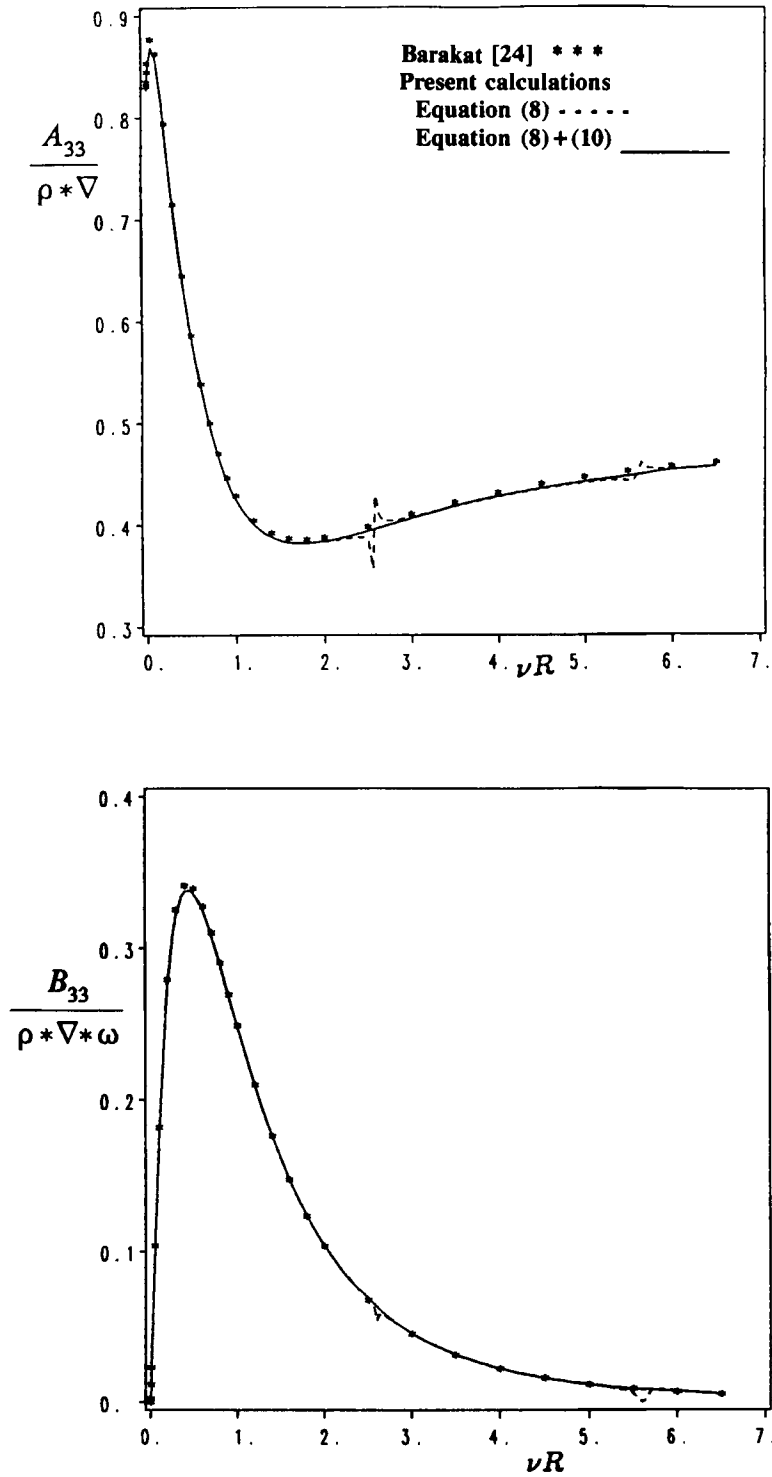 0.9
Barakat [24] * * *
Present calculations
Equation (8) - - - - -
Equation (8)+(10) ———
0.8
A₃₃
ρ * ∇
0.7
0.6
0.5
0.4
0.3
0. 1. 2. 3. 4. 5. 6. 7.
νR
0.4
0.3
B₃₃
ρ * ∇ * ω
0.2
0.1
0.
0. 1. 2. 3. 4. 5. 6. 7.
νR